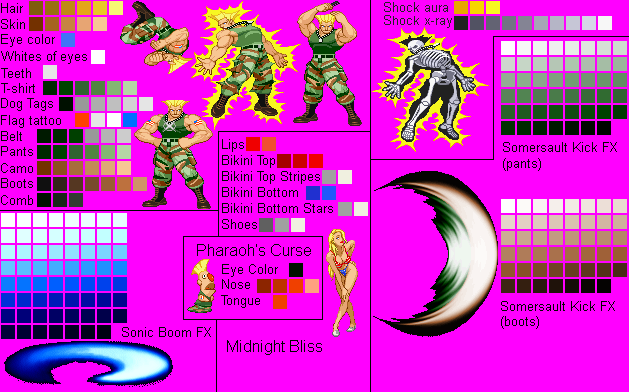 Hair
Skin
Eye color
Whites of eyes
Teeth
T-shirt
Dog Tags
Flag tattoo
Belt
Pants
Camo
Boots
Comb
Shock aura
Shock x-ray
Somersault Kick FX
(pants)
Lips
Bikini Top
Bikini Top Stripes
Bikini Bottom
Bikini Bottom Stars
Shoes
Pharaoh's Curse
Eye Color
Nose
Tongue
Sonic Boom FX
Midnight Bliss
Somersault Kick FX
(boots)